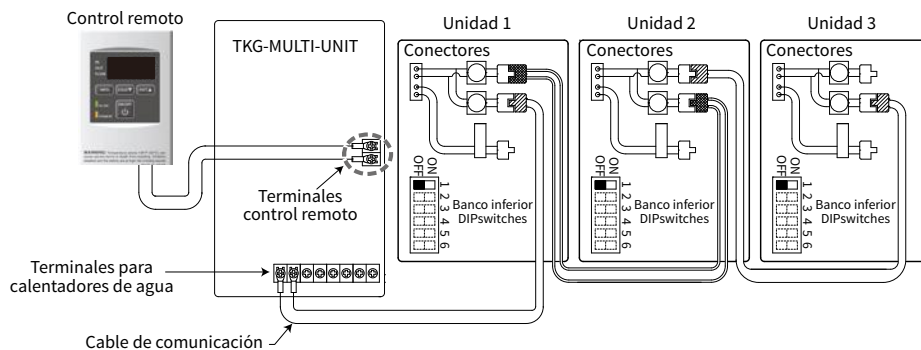 Control remoto
TKG-MULTI-UNIT
Unidad 1
Unidad 2
Unidad 3
Conectores
Conectores
Conectores
ON
OFF
1
2
3
4
5
6
Banco inferior
DIPswitches
ON
OFF
1
2
3
4
5
6
Banco inferior
DIPswitches
ON
OFF
1
2
3
4
5
6
Banco inferior
DIPswitches
Terminales
control remoto
Terminales para
calentadores de agua
Cable de comunicación